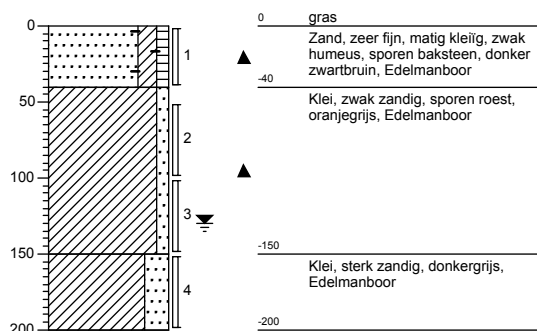 0
50
100
150
200
1
2
3
4
0
gras
Zand, zeer fijn, matig kleiïg, zwak
humeus, sporen baksteen, donker
zwartbruin, Edelmanboor
-40
Klei, zwak zandig, sporen roest,
oranjegrijs, Edelmanboor
-150
Klei, sterk zandig, donkergrijs,
Edelmanboor
-200